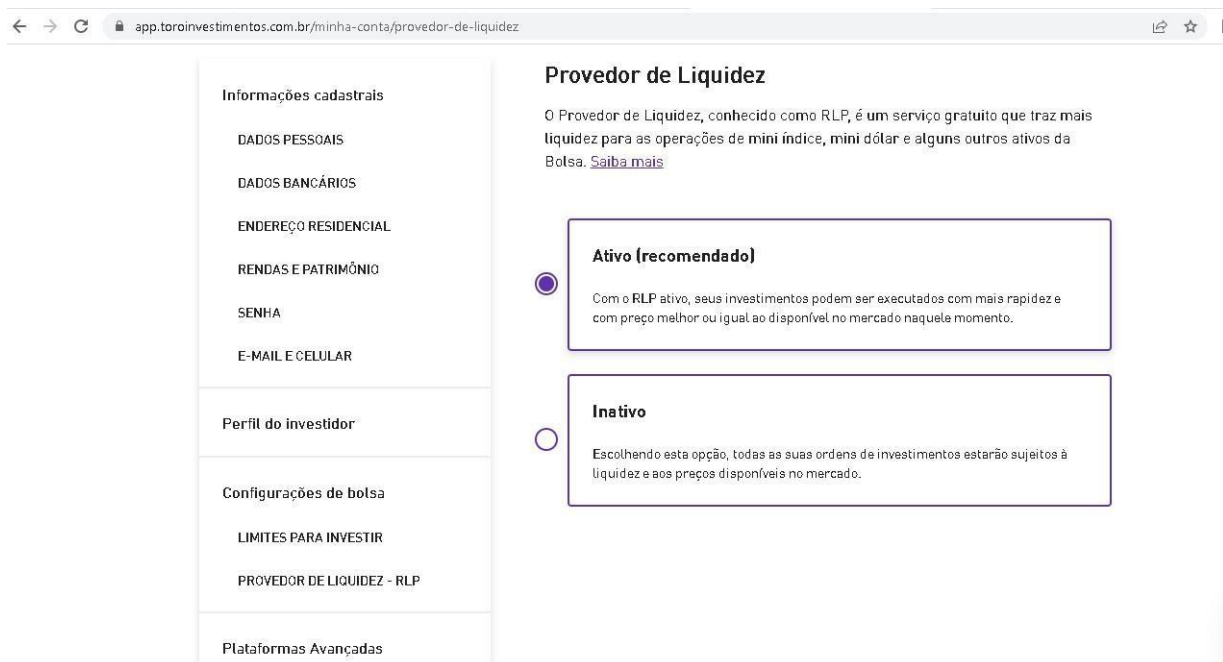 app.toroinvestimentos.com.br/minha-conta/provedor-de-liquidez
Informações cadastrais
DADOS PESSOAIS
DADOS BANCÁRIOS
ENDEREÇO RESIDENCIAL
RENDAS E PATRIMÔNIO
SENHA
E-MAIL E CELULAR
Perfil do investidor
Configurações de bolsa
LIMITES PARA INVESTIR
PROVEDOR DE LIQUIDEZ - RLP
Plataformas Avançadas
Provedor de Liquidez
O Provedor de Liquidez, conhecido como RLP, é um serviço gratuito que traz mais
liquidez para as operações de mini índice, mini dólar e alguns outros ativos da
Bolsa. Saiba mais
Ativo (recomendado)
Com o RLP ativo, seus investimentos podem ser executados com mais rapidez e
com preço melhor ou igual ao disponível no mercado naquele momento.
Inativo
Escolhendo esta opção, todas as suas ordens de investimentos estarão sujeitos à
liquidez e aos preços disponíveis no mercado.